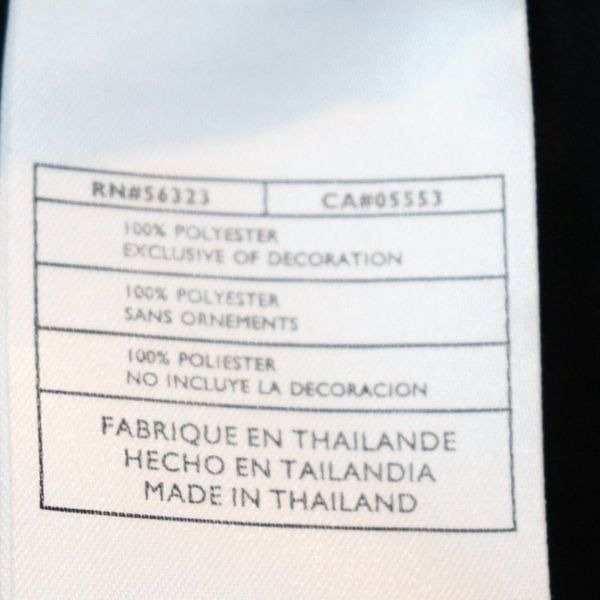 RN#56323 CA#05553
100% POLYESTER
EXCLUSIVE OF DECORATION
100% POLYESTER
SANS ORNEMENTS
100% POLIESTER
NO INCLUYE LA DECORACION
FABRIQUE EN THAILANDE
HECHO EN TAILANDIA
MADE IN THAILAND